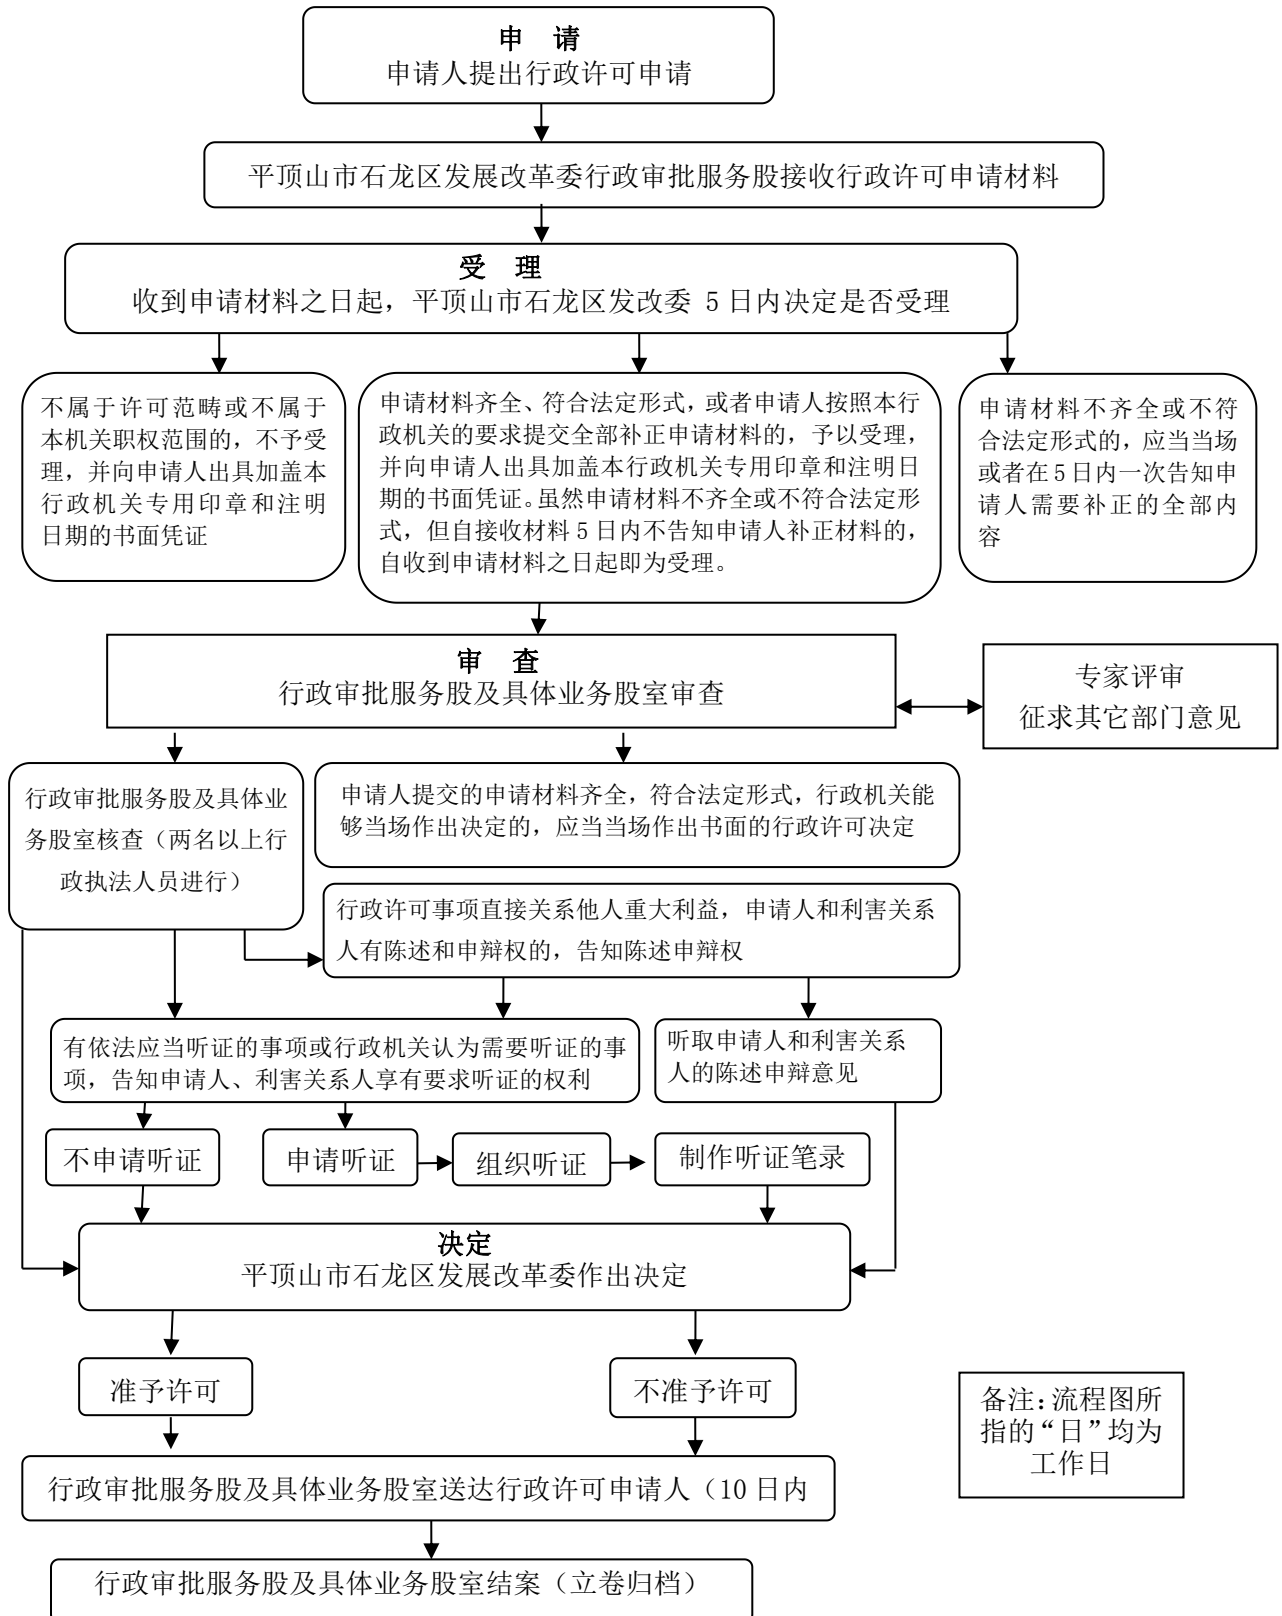 申 请
申请人提出行政许可申请
平顶山市石龙区发展改革委行政审批服务股接收行政许可申请材料
受 理
收到申请材料之日起，平顶山市石龙区发改委 5 日内决定是否受理
不属于许可范畴或不属于
本机关职权范围的，不予受
理，并向申请人出具加盖本
行政机关专用印章和注明
日期的书面凭证
申请材料齐全、符合法定形式，或者申请人按照本行
政机关的要求提交全部补正申请材料的，予以受理，
并向申请人出具加盖本行政机关专用印章和注明日
期的书面凭证。虽然申请材料不齐全或不符合法定形
式，但自接收材料 5 日内不告知申请人补正材料的，
自收到申请材料之日起即为受理。
申请材料不齐全或不符
合法定形式的，应当当场
或者在 5 日内一次告知申
请人需要补正的全部内
容
审 查
行政审批服务股及具体业务股室审查
专家评审
征求其它部门意见
行政审批服务股及具体业
务股室核查（两名以上行
政执法人员进行）
申请人提交的申请材料齐全，符合法定形式，行政机关能
够当场作出决定的，应当当场作出书面的行政许可决定
行政许可事项直接关系他人重大利益，申请人和利害关系
人有陈述和申辩权的，告知陈述申辩权
有依法应当听证的事项或行政机关认为需要听证的事
项，告知申请人、利害关系人享有要求听证的权利
听取申请人和利害关系
人的陈述申辩意见
不申请听证
申请听证
组织听证
制作听证笔录
决定
平顶山市石龙区发展改革委作出决定
准予许可
不准予许可
备注：流程图所
指的“日”均为
工作日
行政审批服务股及具体业务股室送达行政许可申请人（10 日内
行政审批服务股及具体业务股室结案（立卷归档）